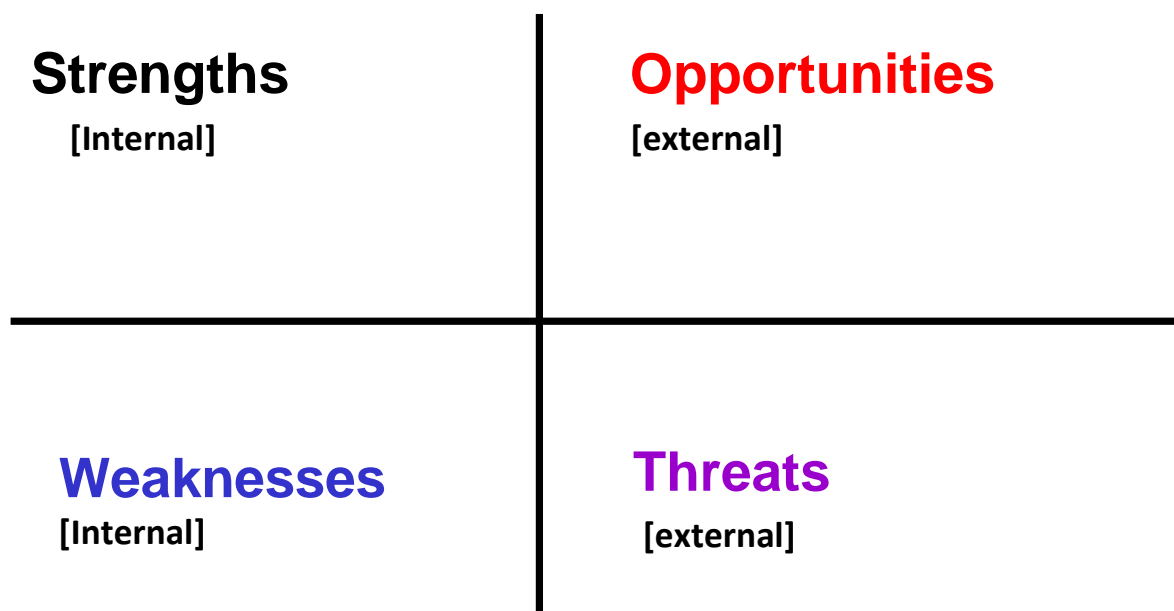 Strengths
[Internal]
Opportunities
[external]
Weaknesses
[Internal]
Threats
[external]